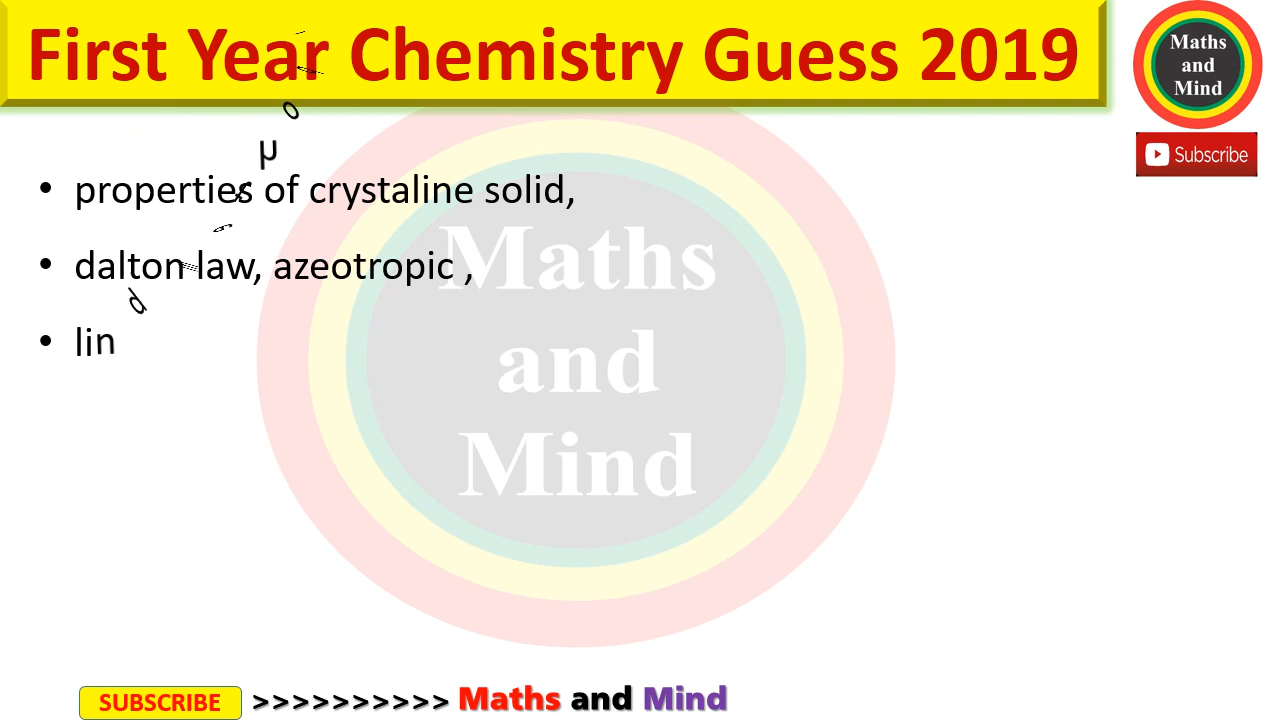 First Year Chemistry Guess 2019
Maths
and
Mind
Subscribe
• properties of crystaline solid,
• dalton law, azeotropic ,
• lin
Maths
and
Mind
SUBSCRIBE >>>>>>>>>> Maths and Mind